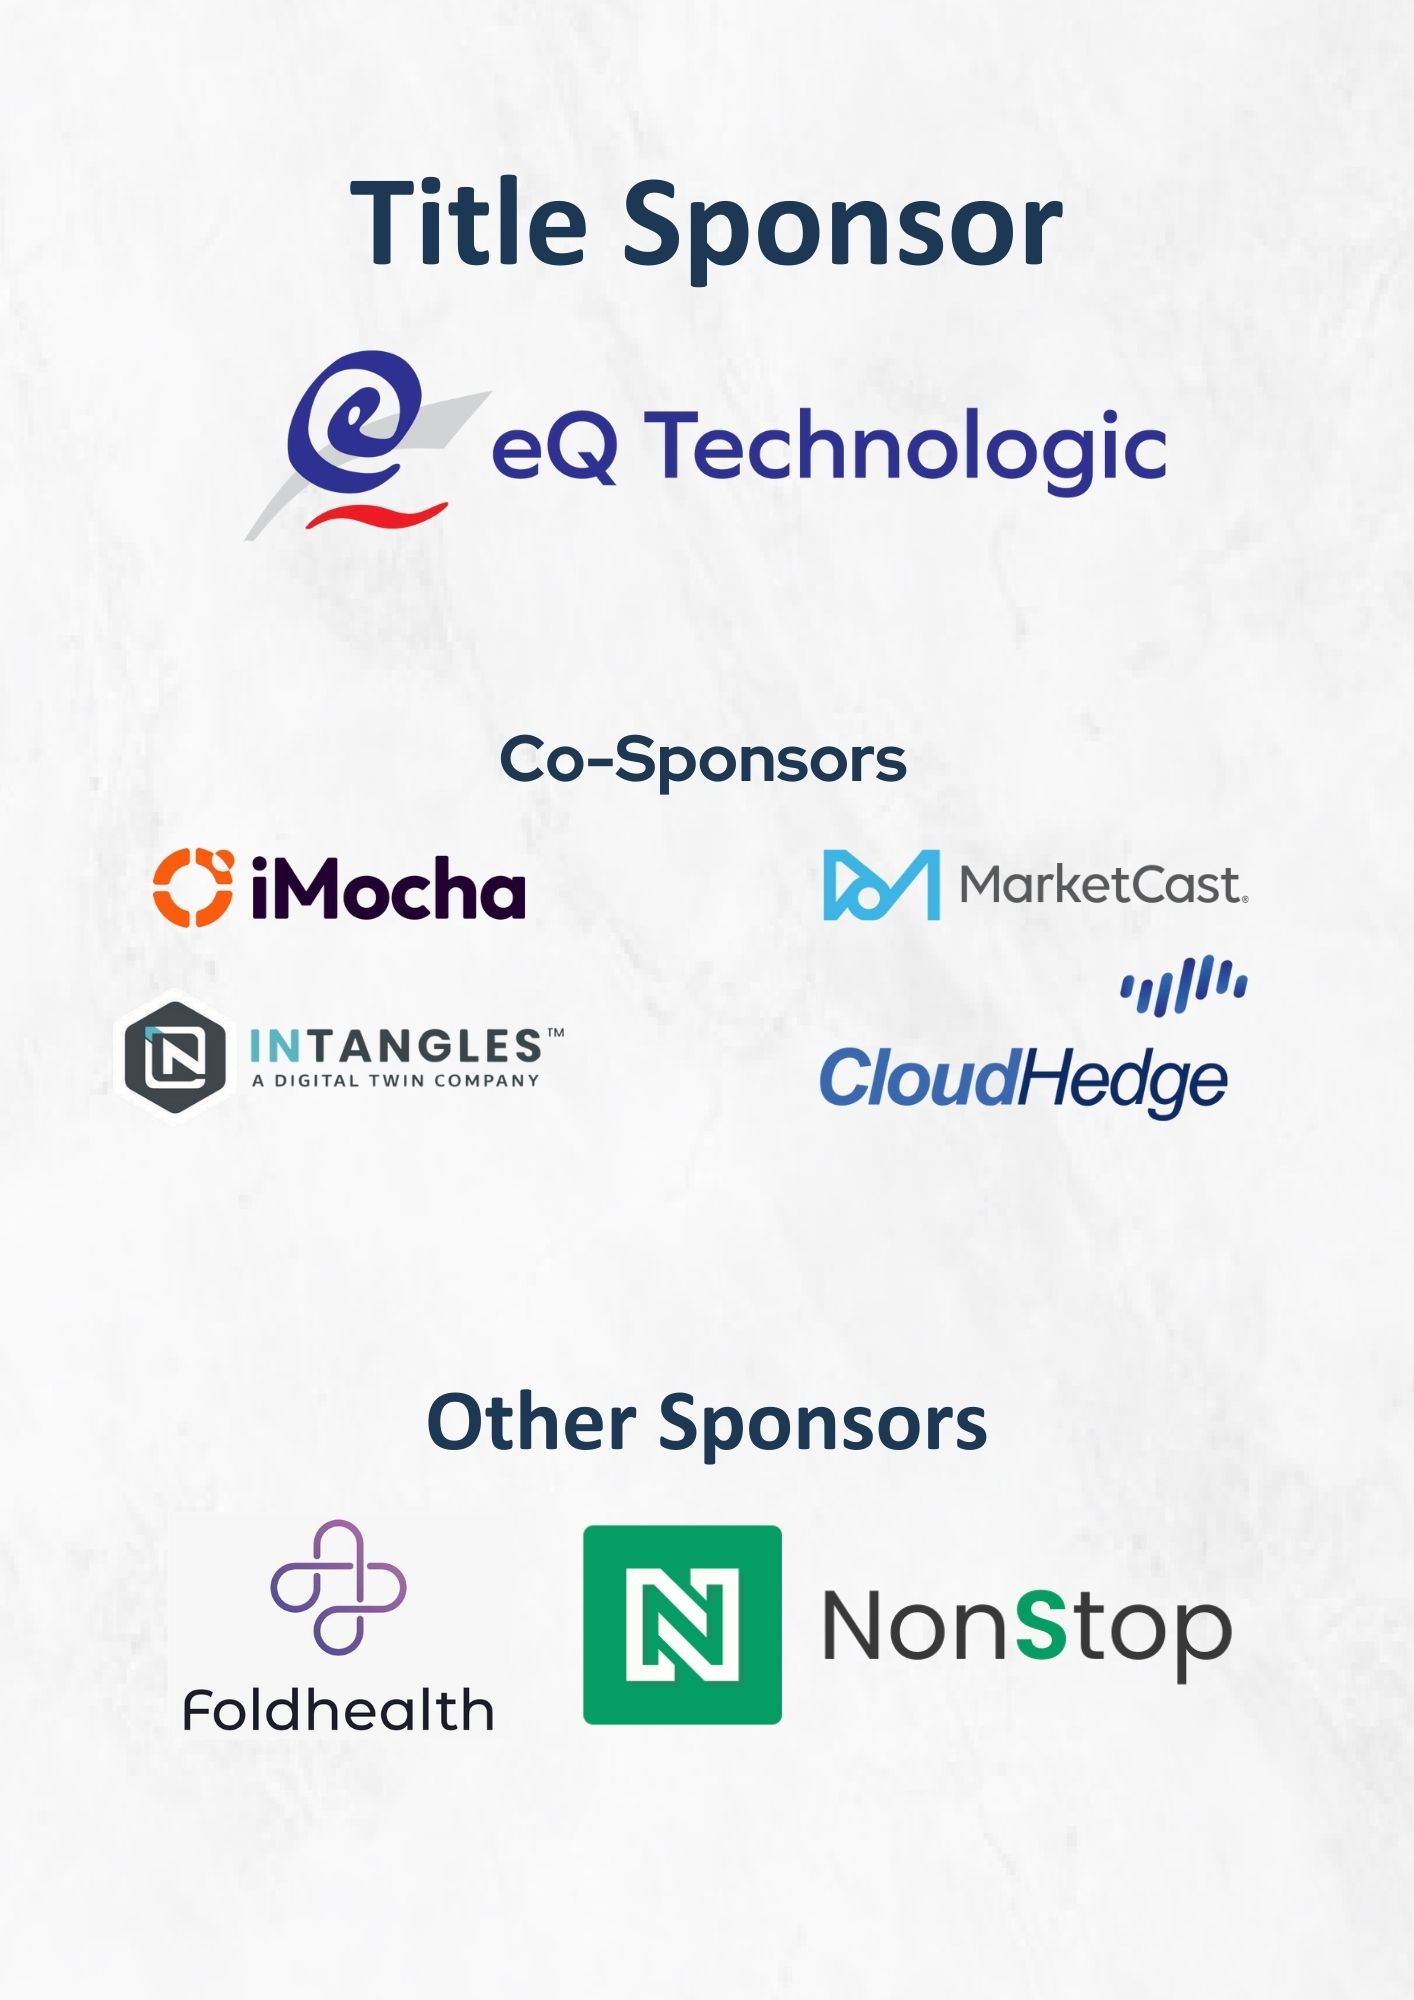 Title Sponsor
eQ Technologic
Co-Sponsors
iMocha
MarketCast®
INTANGLES™
A DIGITAL TWIN COMPANY
CloudHedge
Other Sponsors
Foldhealth
N NonStop